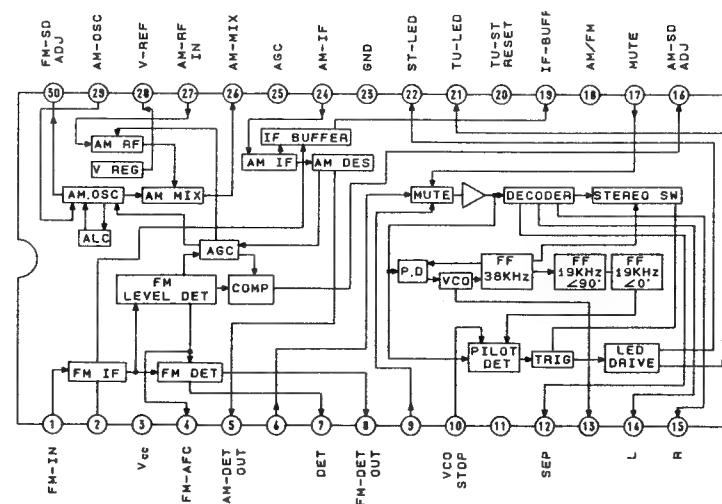 FM-SD
ADJ
AM-OSC
V-REF
AM-RF
IN
AM-MIX
AGC
AM-IF
GND
ST-LED
TU-LED
TU-ST
RESET
IF-BUFF
AM/FM
MUTE
AM-SD
ADJ
30
29
28
27
26
25
24
23
22
21
20
19
18
17
16
AM RF
V REG
AM.OSC
AM MIX
ALC
IF BUFFER
AM IF
AM DES
MUTE
DECODER
STEREO SW
AGC
COMP
FM
LEVEL DET
FM IF
FM DET
P.D
VCO
FF
38KHz
FF
19KHz
∠90°
FF
19KHz
∠0°
PILOT
DET
TRIG
LED
DRIVE
1
2
3
4
5
6
7
8
9
10
11
12
13
14
15
FM-IN
Vcc
FM-AFC
AM-DET
OUT
DET
FM-DET
OUT
VCO
STOP
SEP
L
R